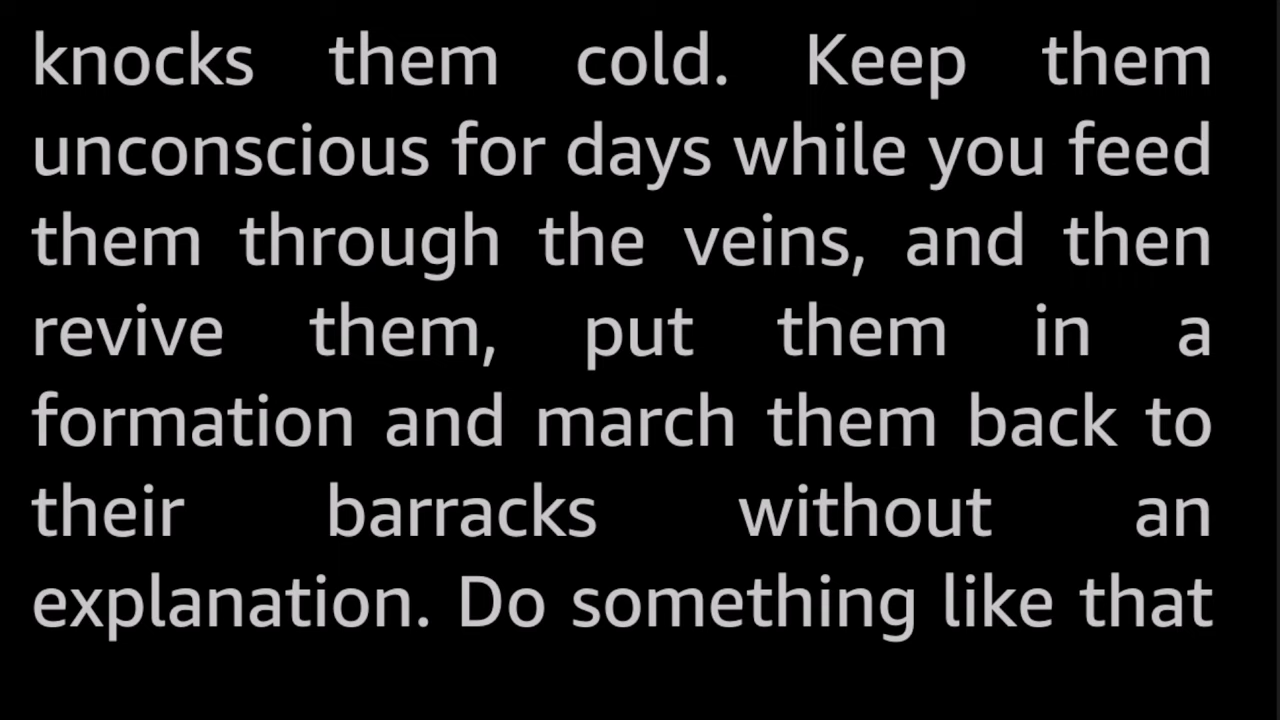 knocks them cold. Keep them
unconscious for days while you feed
them through the veins, and then
revive them, put them in a
formation and march them back to
their barracks without an
explanation. Do something like that